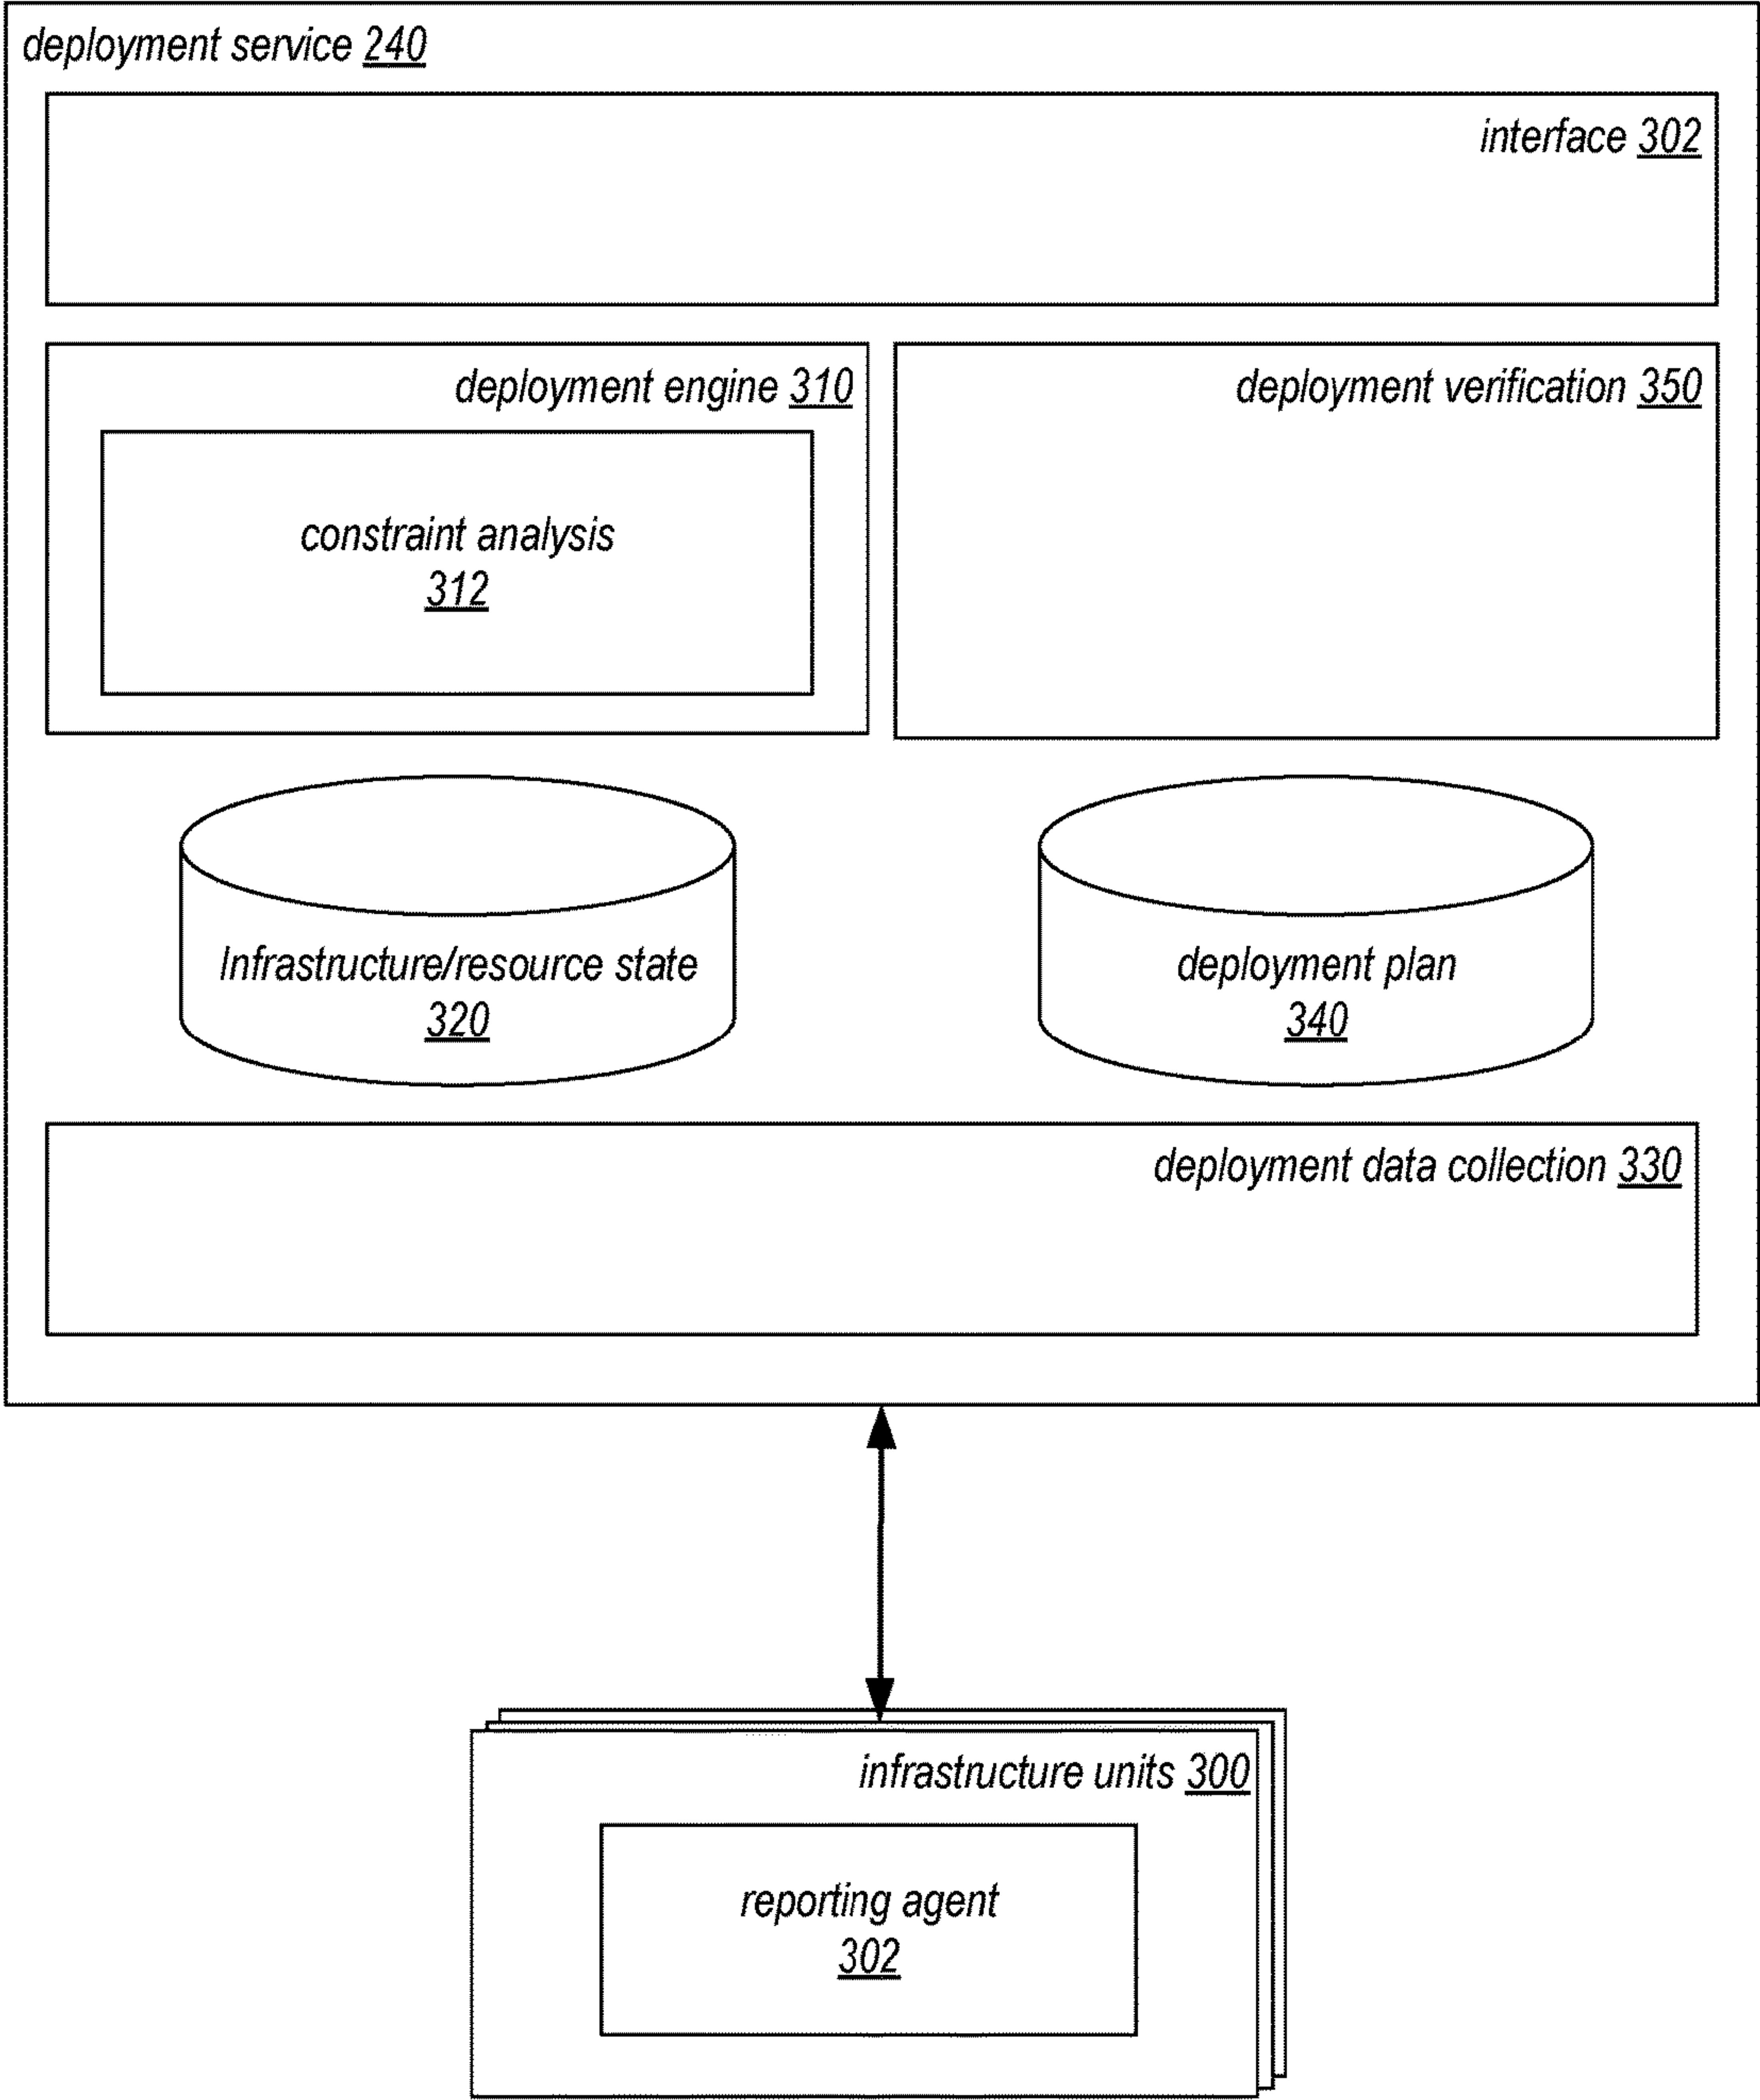 deployment service 240
interface 302
deployment engine 310
deployment verification 350
constraint analysis
312
Infrastructure/resource state
320
deployment plan
340
deployment data collection 330
infrastructure units 300
reporting agent
302